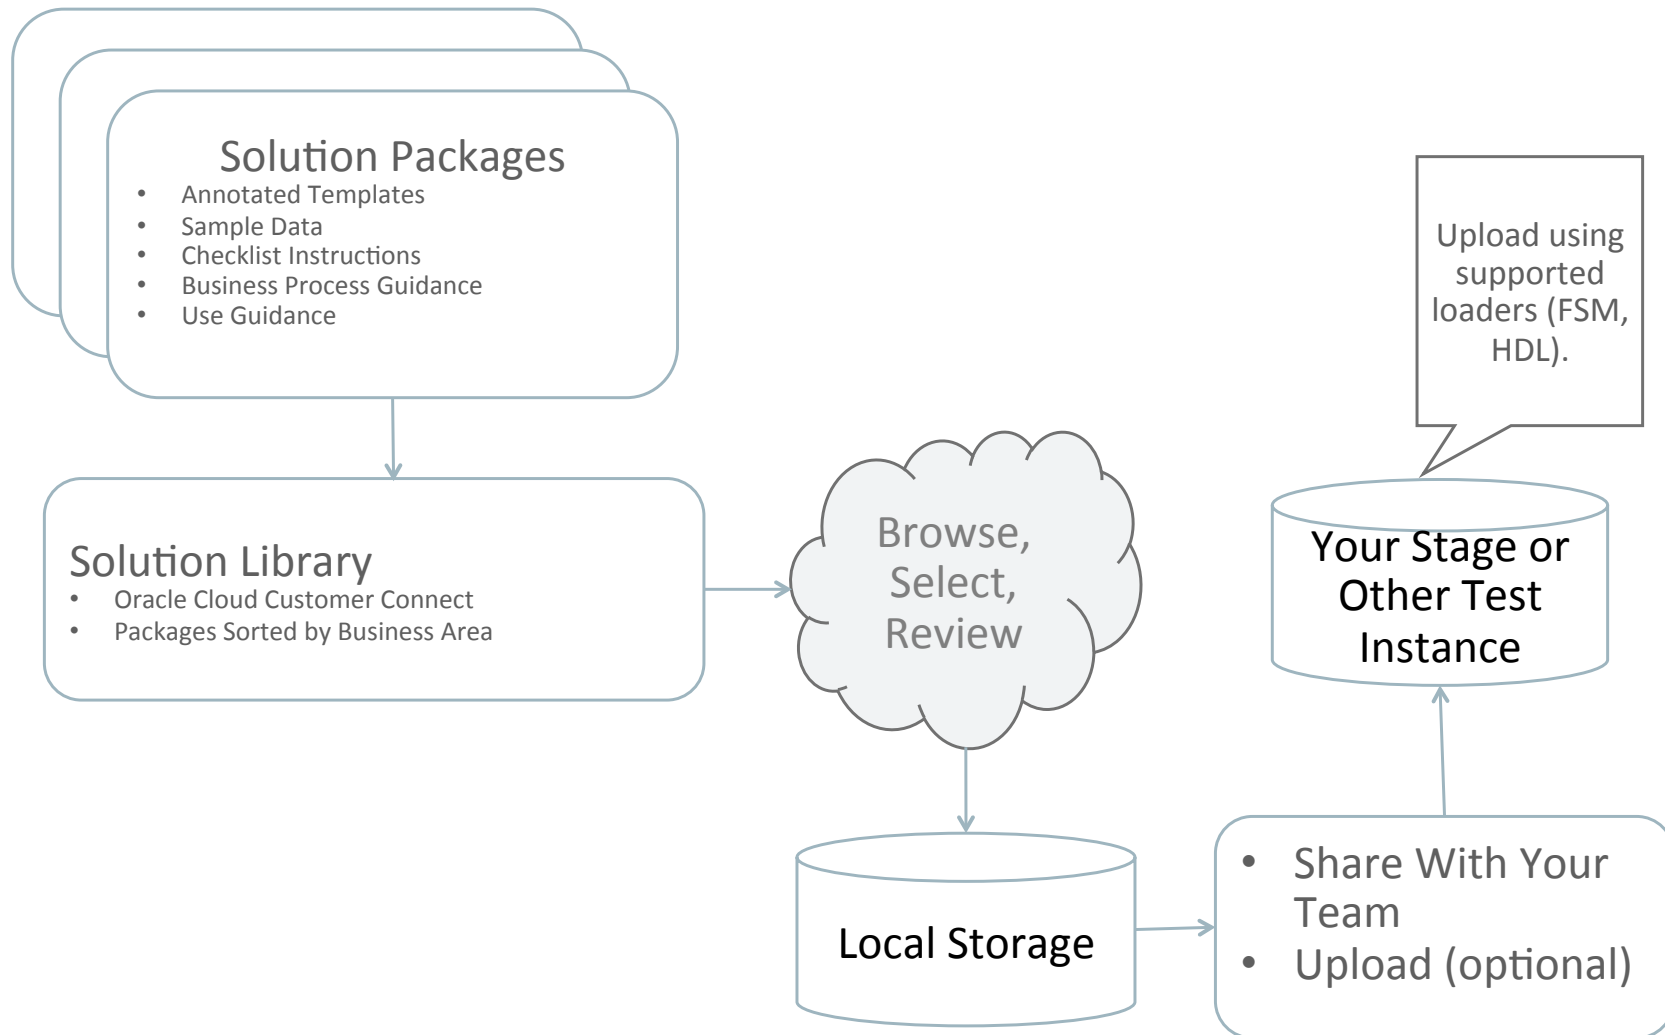 Solution Packages
• Annotated Templates
• Sample Data
• Checklist Instructions
• Business Process Guidance
• Use Guidance
Solution Library
• Oracle Cloud Customer Connect
• Packages Sorted by Business Area
Browse,
Select,
Review
Local Storage
• Share With Your
Team
• Upload (optional)
Your Stage or
Other Test
Instance
Upload using
supported
loaders (FSM,
HDL).